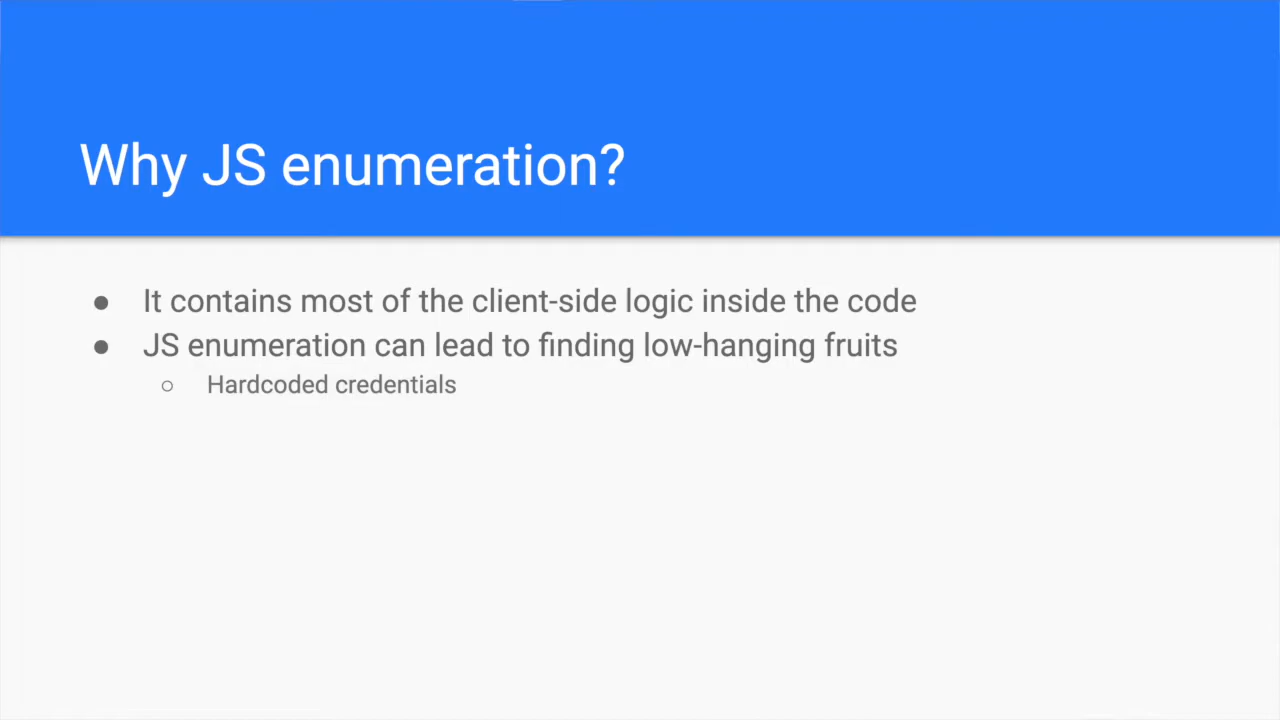 Why JS enumeration?
● It contains most of the client-side logic inside the code
● JS enumeration can lead to finding low-hanging fruits
○ Hardcoded credentials